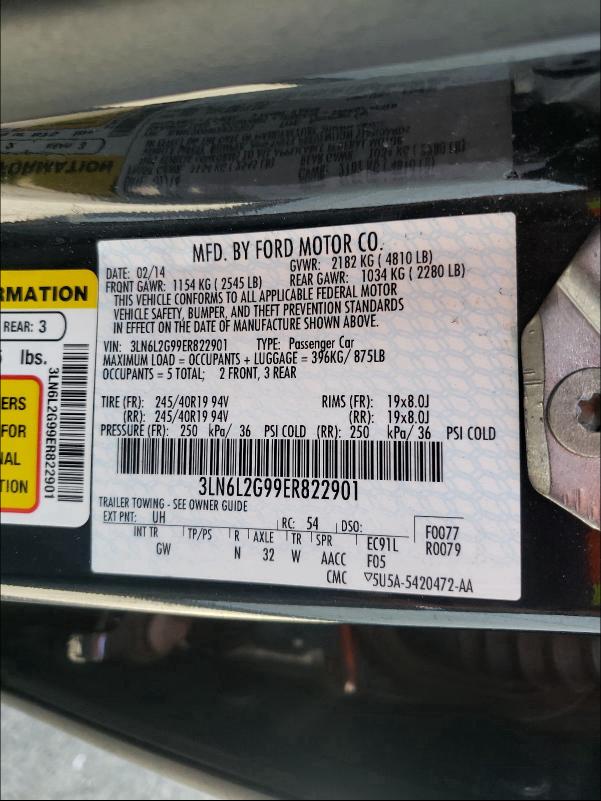 MFD. BY FORD MOTOR CO.
DATE: 02/14 GVWR: 2182 KG ( 4810 LB)
FRONT GAWR: 1154 KG ( 2545 LB) REAR GAWR: 1034 KG ( 2280 LB)
THIS VEHICLE CONFORMS TO ALL APPLICABLE FEDERAL MOTOR
VEHICLE SAFETY, BUMPER, AND THEFT PREVENTION STANDARDS
IN EFFECT ON THE DATE OF MANUFACTURE SHOWN ABOVE.
VIN: 3LN6L2G99ER822901 TYPE: Passenger Car
MAXIMUM LOAD = OCCUPANTS + LUGGAGE = 396KG/ 875LB
OCCUPANTS = 5 TOTAL; 2 FRONT, 3 REAR
TIRE (FR): 245/40R19 94V RIMS (FR): 19x8.0J
(RR): 245/40R19 94V (RR): 19x8.0J
PRESSURE (FR): 250 kPa/ 36 PSI COLD (RR): 250 kPa/ 36 PSI COLD
3LN6L2G99ER822901
TRAILER TOWING - SEE OWNER GUIDE
EXT PNT: UH RC: 54 DSO: F0077
INT TR TP/PS R AXLE TR SPR EC91L R0079
GW N 32 W AACC F05
CMC ▽5U5A-5420472-AA
RMATION
REAR: 3
lbs.
3LN6L2G99ER822901
ERS
FOR
NAL
TION